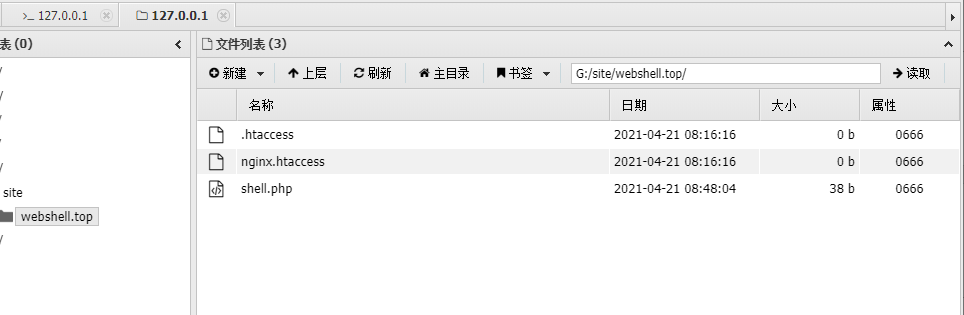 127.0.0.1 127.0.0.1
表 (0)
文件列表 (3)
新建 上层 刷新 主目录 书签 G:/site/webshell.top/ 读取
名称 日期 大小 属性
.htaccess 2021-04-21 08:16:16 0 b 0666
nginx.htaccess 2021-04-21 08:16:16 0 b 0666
shell.php 2021-04-21 08:48:04 38 b 0666
/
/
/
/
/
site
webshell.top
/